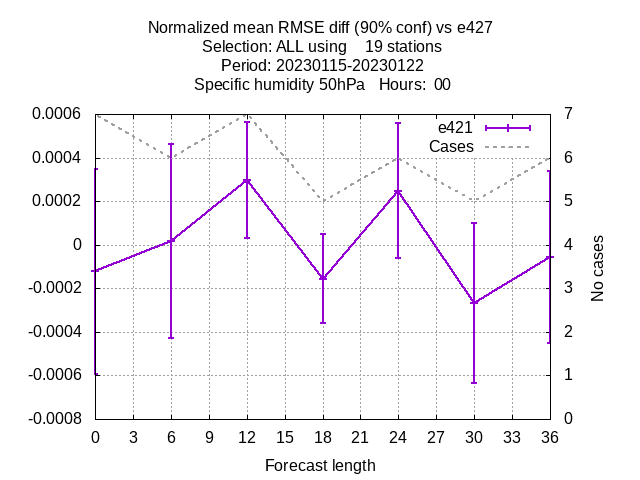 Normalized mean RMSE diff (90% conf) vs e427
Selection: ALL using    19 stations
Period: 20230115-20230122
Specific humidity 50hPa   Hours:  00
0.0006
0.0004
0.0002
0
-0.0002
-0.0004
-0.0006
-0.0008
7
6
5
4
3
2
1
0
e421
Cases
No cases
0 3 6 9 12 15 18 21 24 27 30 33 36
Forecast length